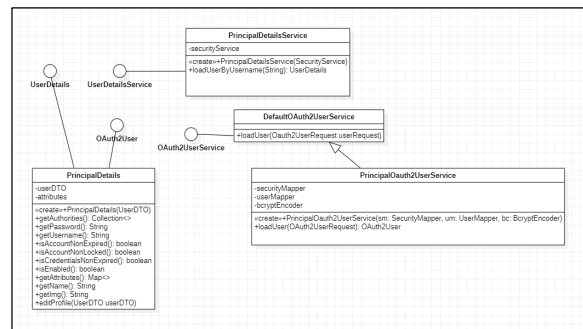 PrincipalDetailsService
-securityService
«create»+PrincipalDetailsService(SecurityService)
+loadUserByUsername(String): UserDetails
UserDetails
UserDetailsService
OAuth2User
OAuth2UserService
DefaultOAuth2UserService
+loadUser(Oauth2UserRequest userRequest)
PrincipalDetails
-userDTO
-attributes
«create»+PrincipalDetails(UserDTO)
+getAuthorities(): Collection<>
+getPassword(): String
+getUsername(): String
+isAccountNonExpired(): boolean
+isAccountNonLocked(): boolean
+isCredentialsNonExpired(): boolean
+isEnabled(): boolean
+getAttributes(): Map<>
+getName(): String
+getImg(): String
+editProfile(UserDTO userDTO)
PrincipalOauth2UserService
-securityMapper
-userMapper
-bcryptEncoder
«create»+PrincipalOauth2UserService(sm: SecurityMapper, um: UserMapper, bc: BcryptEncoder)
+loadUser(OAuth2UserRequest): OAuth2User